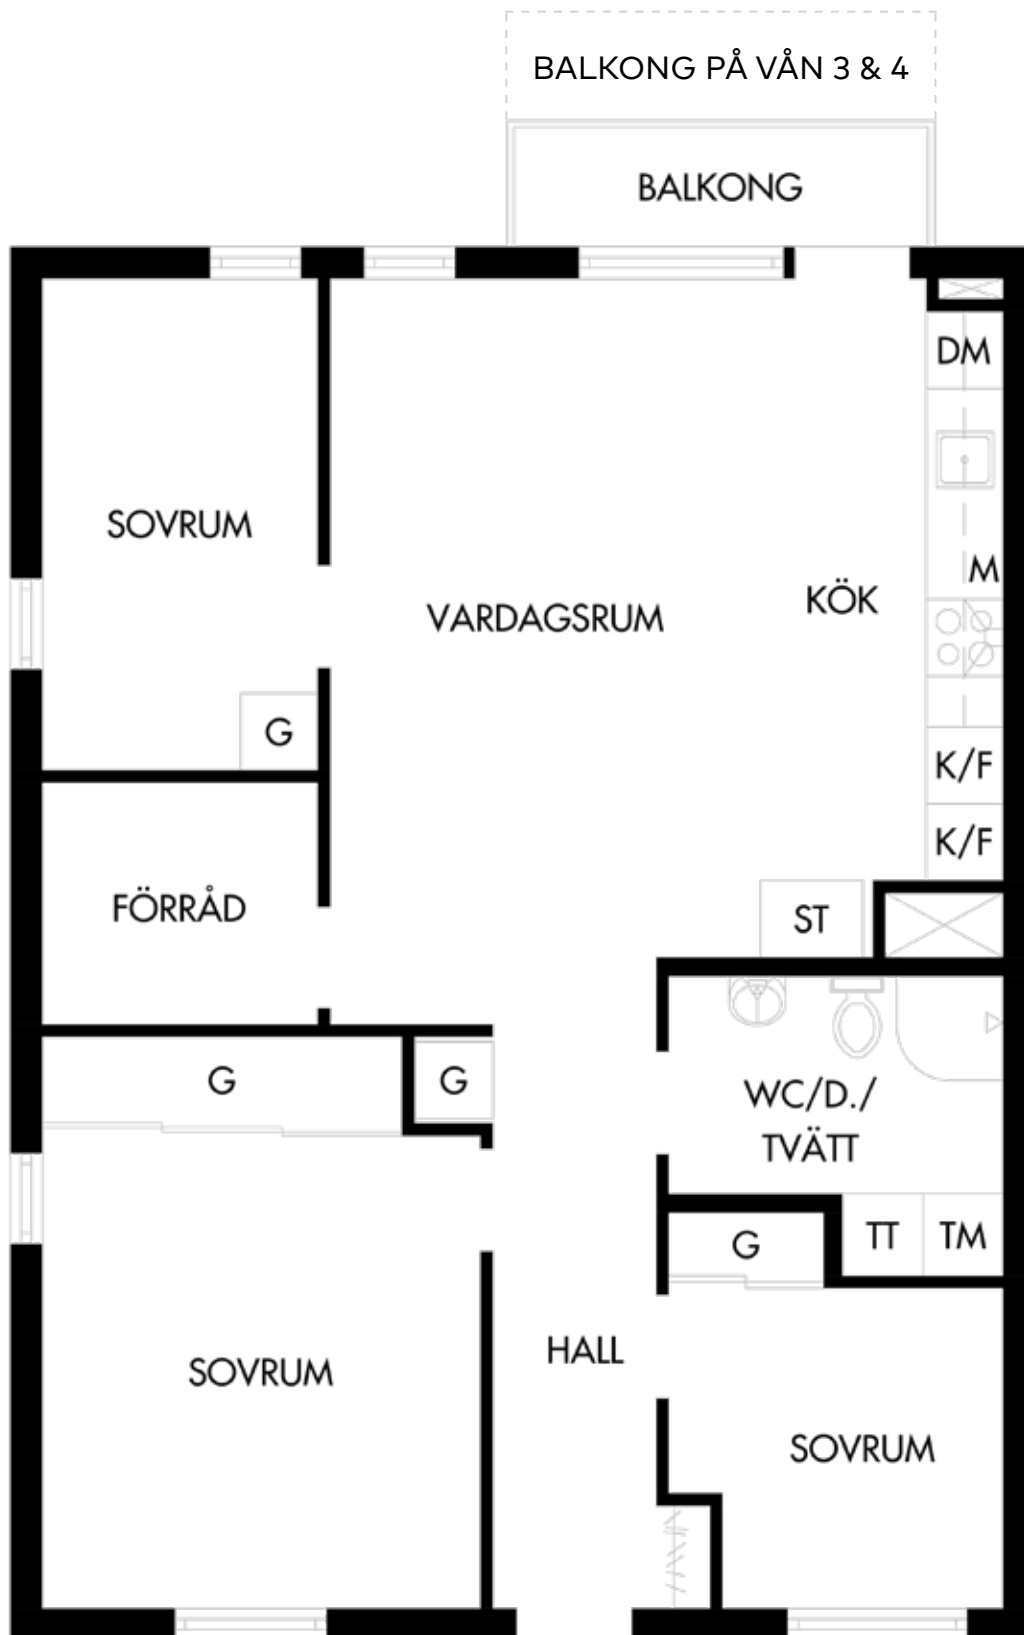 BALKONG PÅ VÅN 3 & 4
BALKONG
DM
SOVRUM
M
KÖK
VARDAGSRUM
G
K/F
K/F
FÖRRÅD
ST
G
G
WC/D./
TVÄTT
G
TT
TM
HALL
SOVRUM
SOVRUM